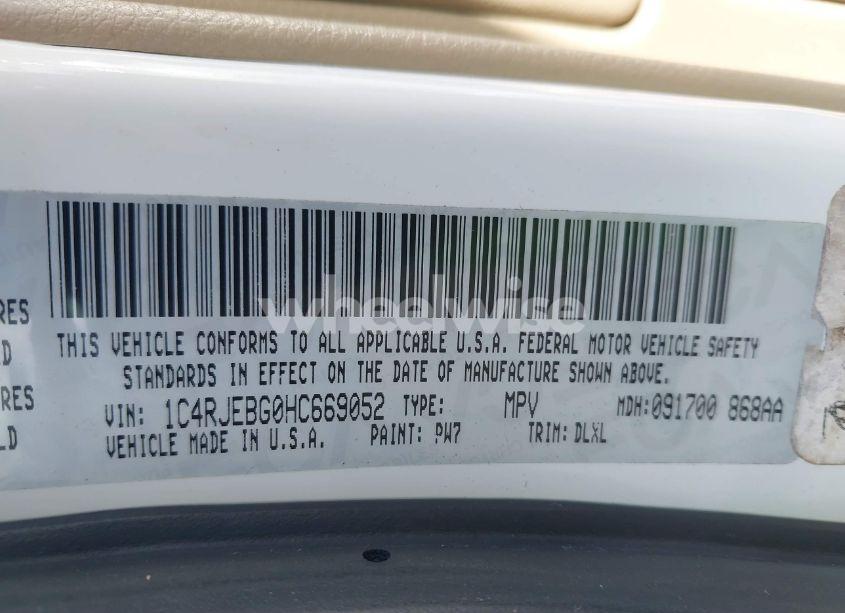 RES
D
RES
LD
wheelwise
THIS VEHICLE CONFORMS TO ALL APPLICABLE U.S.A. FEDERAL MOTOR VEHICLE SAFETY
STANDARDS IN EFFECT ON THE DATE OF MANUFACTURE SHOWN ABOVE.
VIN: 1C4RJEBG0HC669052 TYPE: MPV MDH:091700 868AA
VEHICLE MADE IN U.S.A. PAINT: PW7 TRIM: DLXL